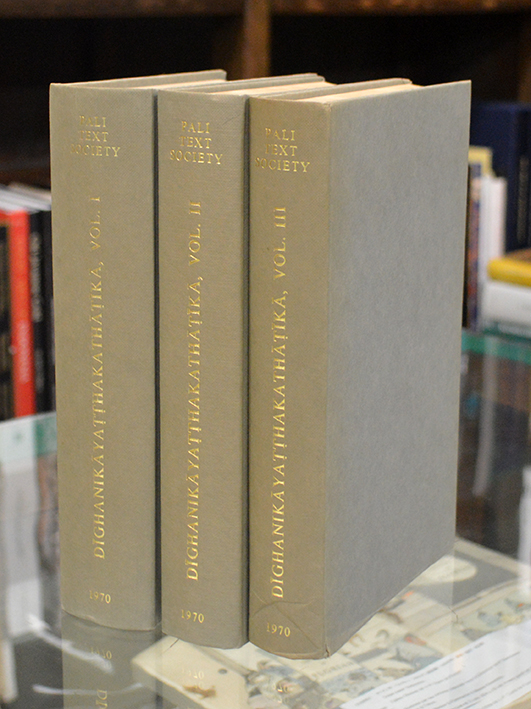 PALI
TEXT
SOCIETY
DĪGHANIKĀYAṬṬHAKATHĀṬĪKĀ, VOL. I
1970
PALI
TEXT
SOCIETY
DĪGHANIKĀYAṬṬHAKATHĀṬĪKĀ, VOL. II
1970
PALI
TEXT
SOCIETY
DĪGHANIKĀYAṬṬHAKATHĀṬĪKĀ, VOL. III
1970